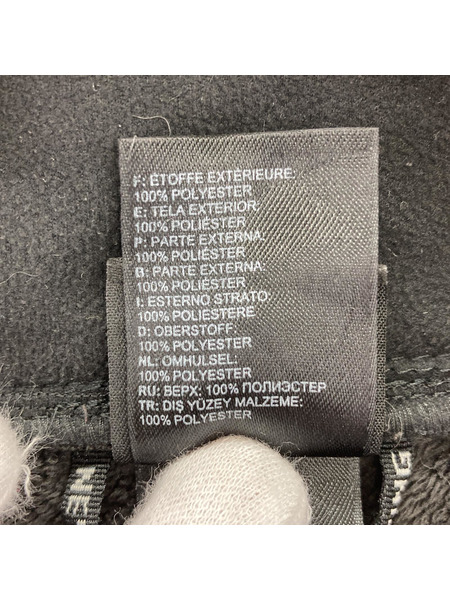 F: ÉTOFFE EXTÉRIEURE:
100% POLYESTER
E: TELA EXTERIOR:
100% POLIÉSTER
P: PARTE EXTERNA:
100% POLIÉSTER
B: PARTE EXTERNA:
100% POLIÉSTER
I: ESTERNO STRATO:
100% POLIESTERE
D: OBERSTOFF:
100% POLYESTER
NL: OMHULSEL:
100% POLYESTER
RU: ВЕРХ: 100% ПОЛИЭСТЕР
TR: DIŞ YÜZEY MALZEME:
100% POLYESTER